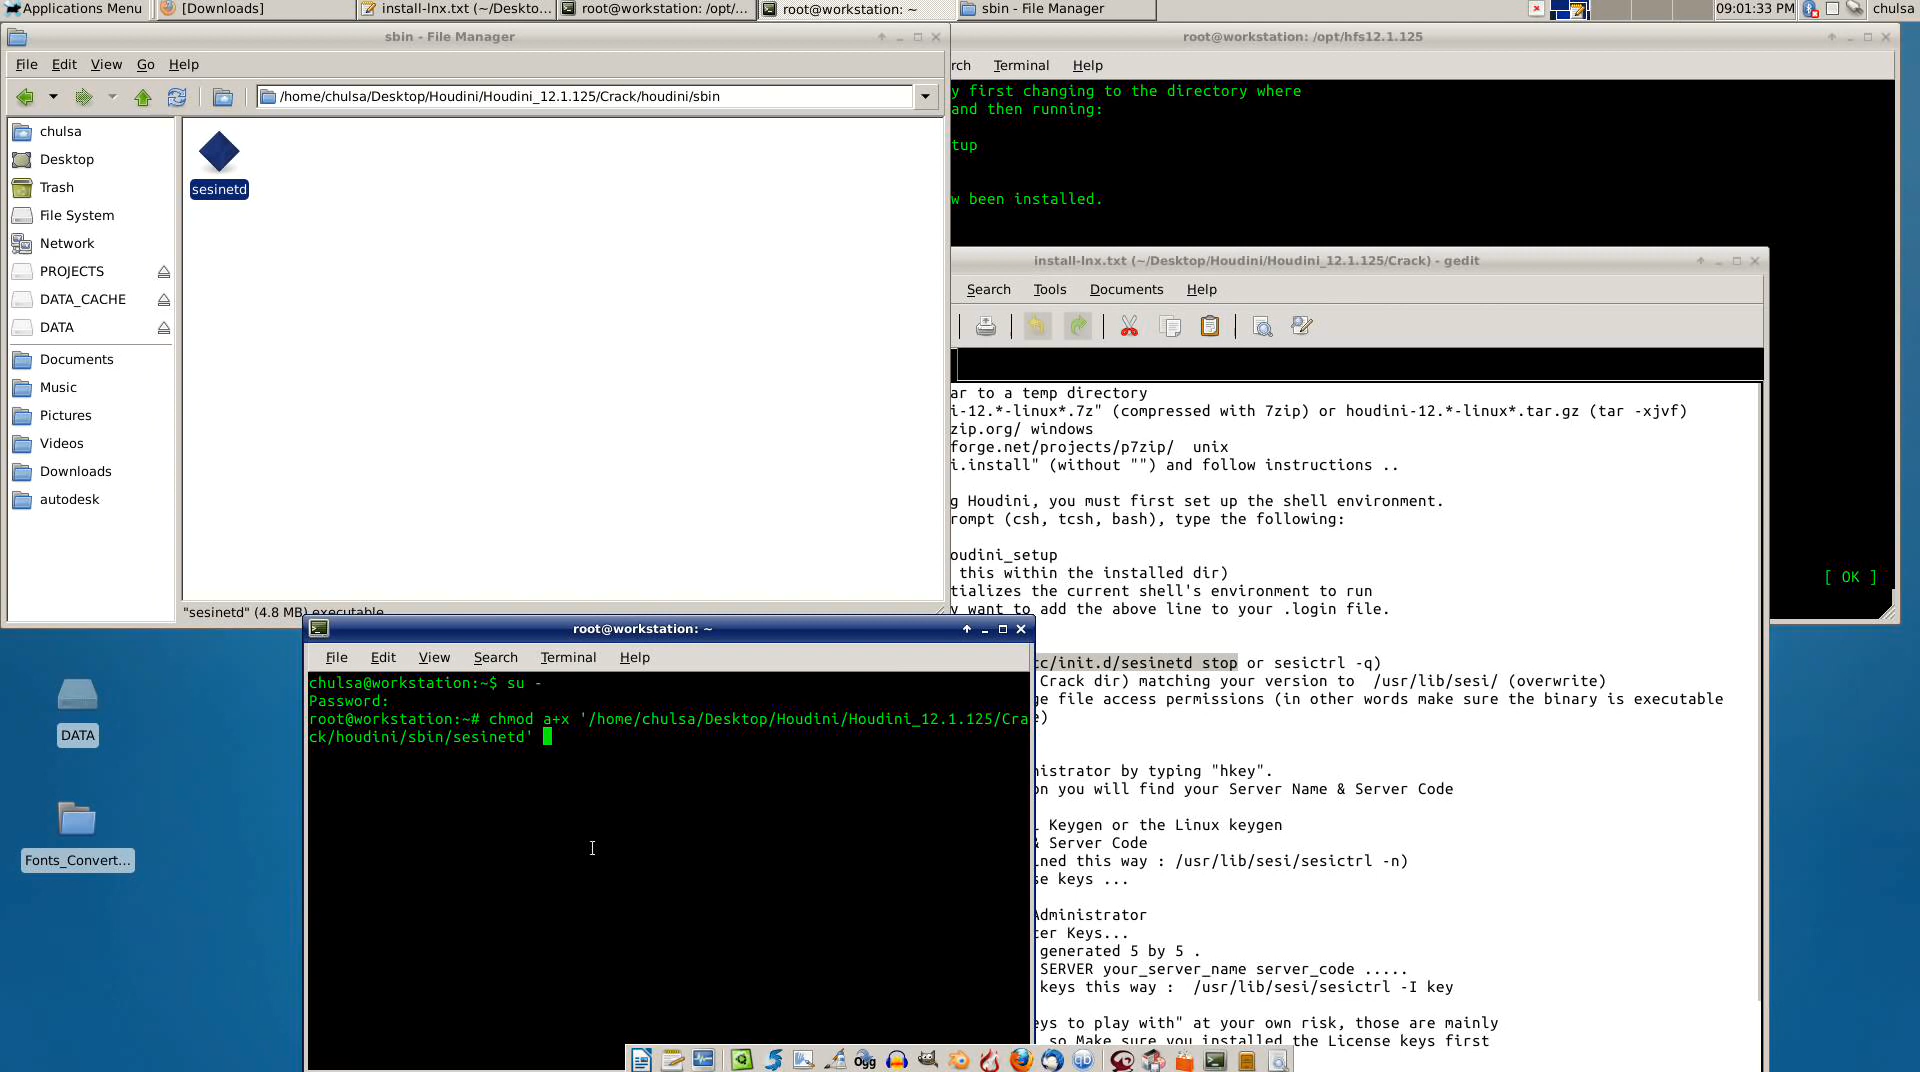 Applications Menu
[Downloads]
install-lnx.txt (~/Deskto...
root@workstation: /opt/...
root@workstation: ~
sbin - File Manager
09:01:33 PM
chulsa
sbin - File Manager
File Edit View Go Help
/home/chulsa/Desktop/Houdini/Houdini_12.1.125/Crack/houdini/sbin
chulsa
Desktop
Trash
File System
Network
PROJECTS
DATA_CACHE
DATA
Documents
Music
Pictures
Videos
Downloads
autodesk
sesinetd
"sesinetd" (4.8 MB) executable
root@workstation: /opt/hfs12.1.125
rch Terminal Help
y first changing to the directory where
and then running:
tup
w been installed.
[ OK ]
install-lnx.txt (~/Desktop/Houdini/Houdini_12.1.125/Crack) - gedit
Search Tools Documents Help
ar to a temp directory
i-12.*-linux*.7z" (compressed with 7zip) or houdini-12.*-linux*.tar.gz (tar -xjvf)
zip.org/ windows
forge.net/projects/p7zip/  unix
i.install" (without "") and follow instructions ..
g Houdini, you must first set up the shell environment.
rompt (csh, tcsh, bash), type the following:
oudini_setup
this within the installed dir)
tializes the current shell's environment to run
y want to add the above line to your .login file.
tc/init.d/sesinetd stop or sesictrl -q)
Crack dir) matching your version to  /usr/lib/sesi/ (overwrite)
ge file access permissions (in other words make sure the binary is executable
e)
nistrator by typing "hkey".
on you will find your Server Name & Server Code
Keygen or the Linux keygen
& Server Code
ined this way : /usr/lib/sesi/sesictrl -n)
se keys ...
Administrator
ter Keys...
generated 5 by 5 .
SERVER your_server_name server_code .....
keys this way :  /usr/lib/sesi/sesictrl -I key
eys to play with" at your own risk, those are mainly
so Make sure you installed the License keys first
root@workstation: ~
File Edit View Search Terminal Help
chulsa@workstation:~$ su -
Password:
root@workstation:~# chmod a+x '/home/chulsa/Desktop/Houdini/Houdini_12.1.125/Cra
ck/houdini/sbin/sesinetd'
DATA
Fonts_Convert...
Ogg
qb